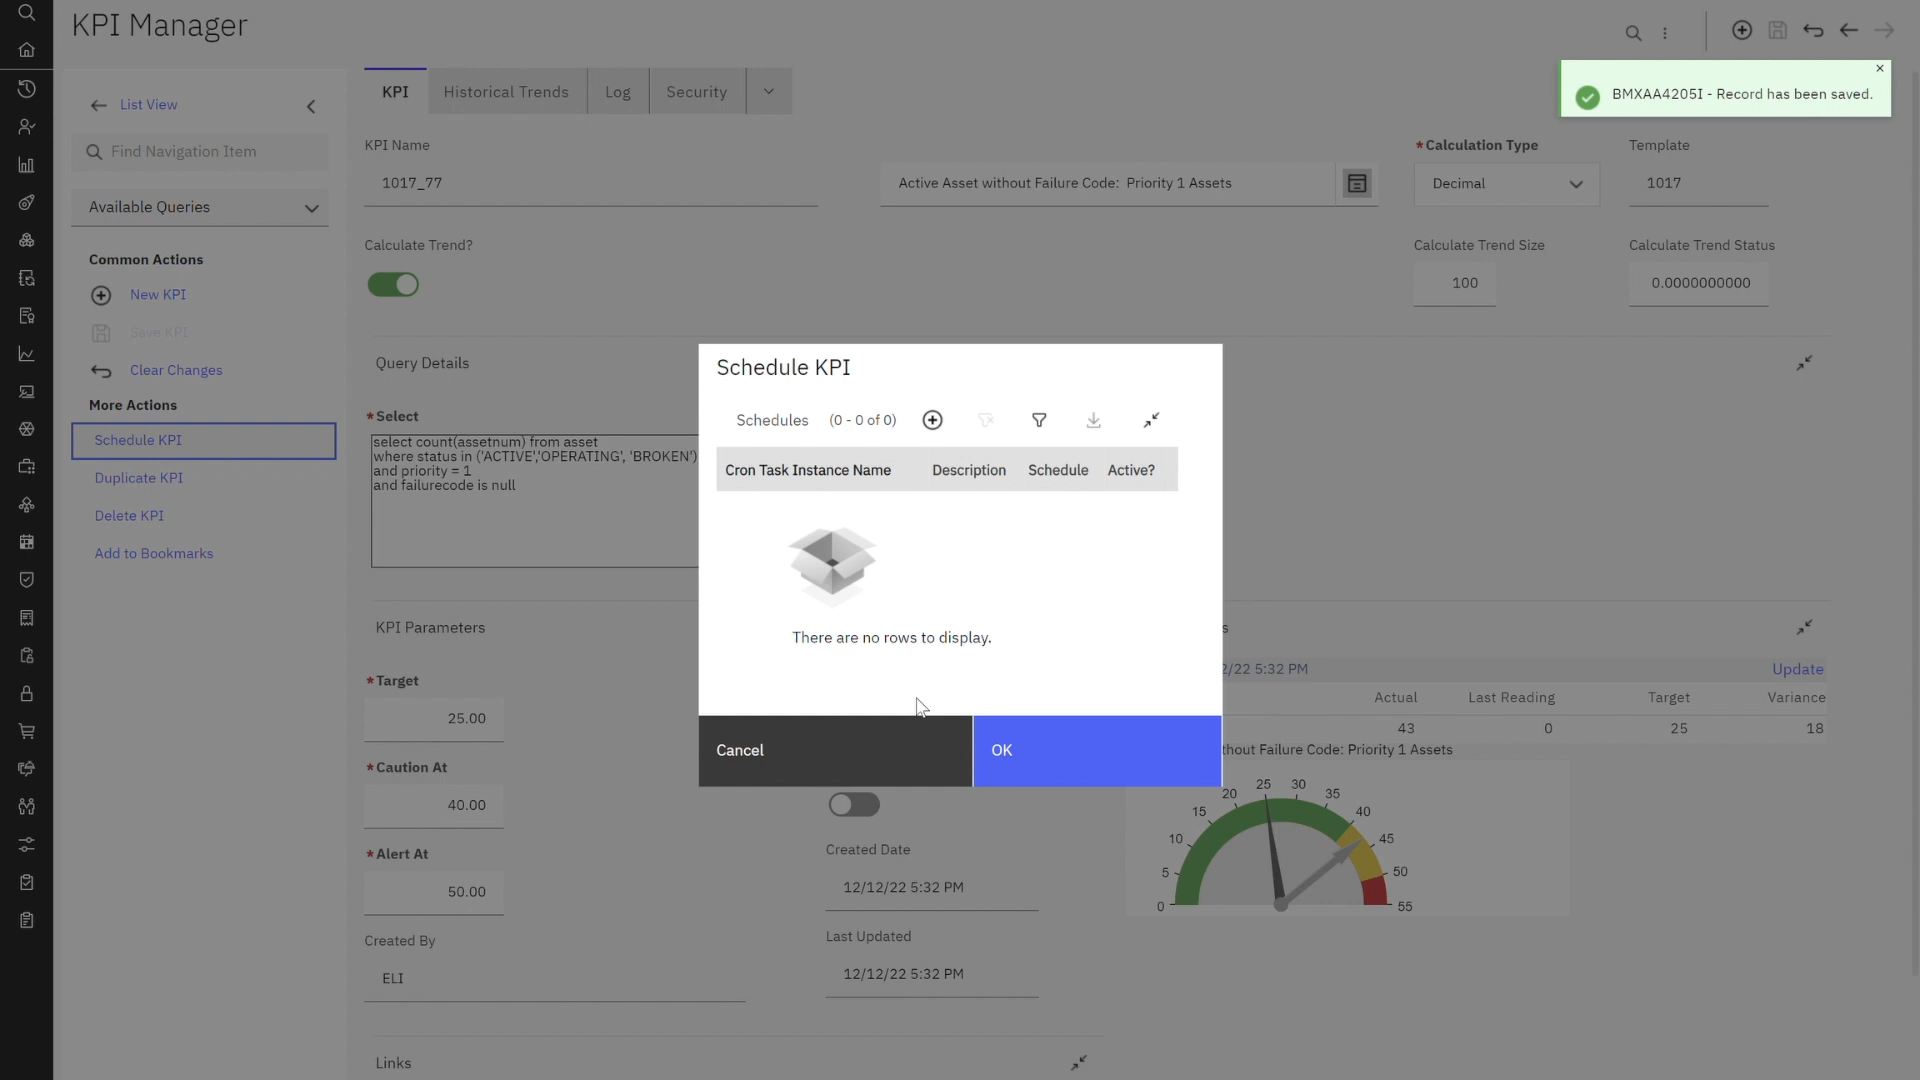 KPI Manager
BMXAA4205I - Record has been saved.
List View
Find Navigation Item
Available Queries
Common Actions
New KPI
Save KPI
Clear Changes
More Actions
Schedule KPI
Duplicate KPI
Delete KPI
Add to Bookmarks
KPI
Historical Trends
Log
Security
KPI Name
1017_77
Active Asset without Failure Code: Priority 1 Assets
*Calculation Type
Decimal
Template
1017
Calculate Trend?
Calculate Trend Size
100
Calculate Trend Status
0.0000000000
Query Details
*Select
select count(assetnum) from asset
where status in ('ACTIVE','OPERATING', 'BROKEN')
and priority = 1
and failurecode is null
Schedule KPI
Schedules (0 - 0 of 0)
Cron Task Instance Name Description Schedule Active?
There are no rows to display.
Cancel
OK
KPI Parameters
*Target
25.00
*Caution At
40.00
*Alert At
50.00
Created By
ELI
Created Date
12/12/22 5:32 PM
Last Updated
12/12/22 5:32 PM
s
2/22 5:32 PM
Update
Actual Last Reading Target Variance
43 0 25 18
thout Failure Code: Priority 1 Assets
0
5
10
15
20
25
30
35
40
45
50
55
Links